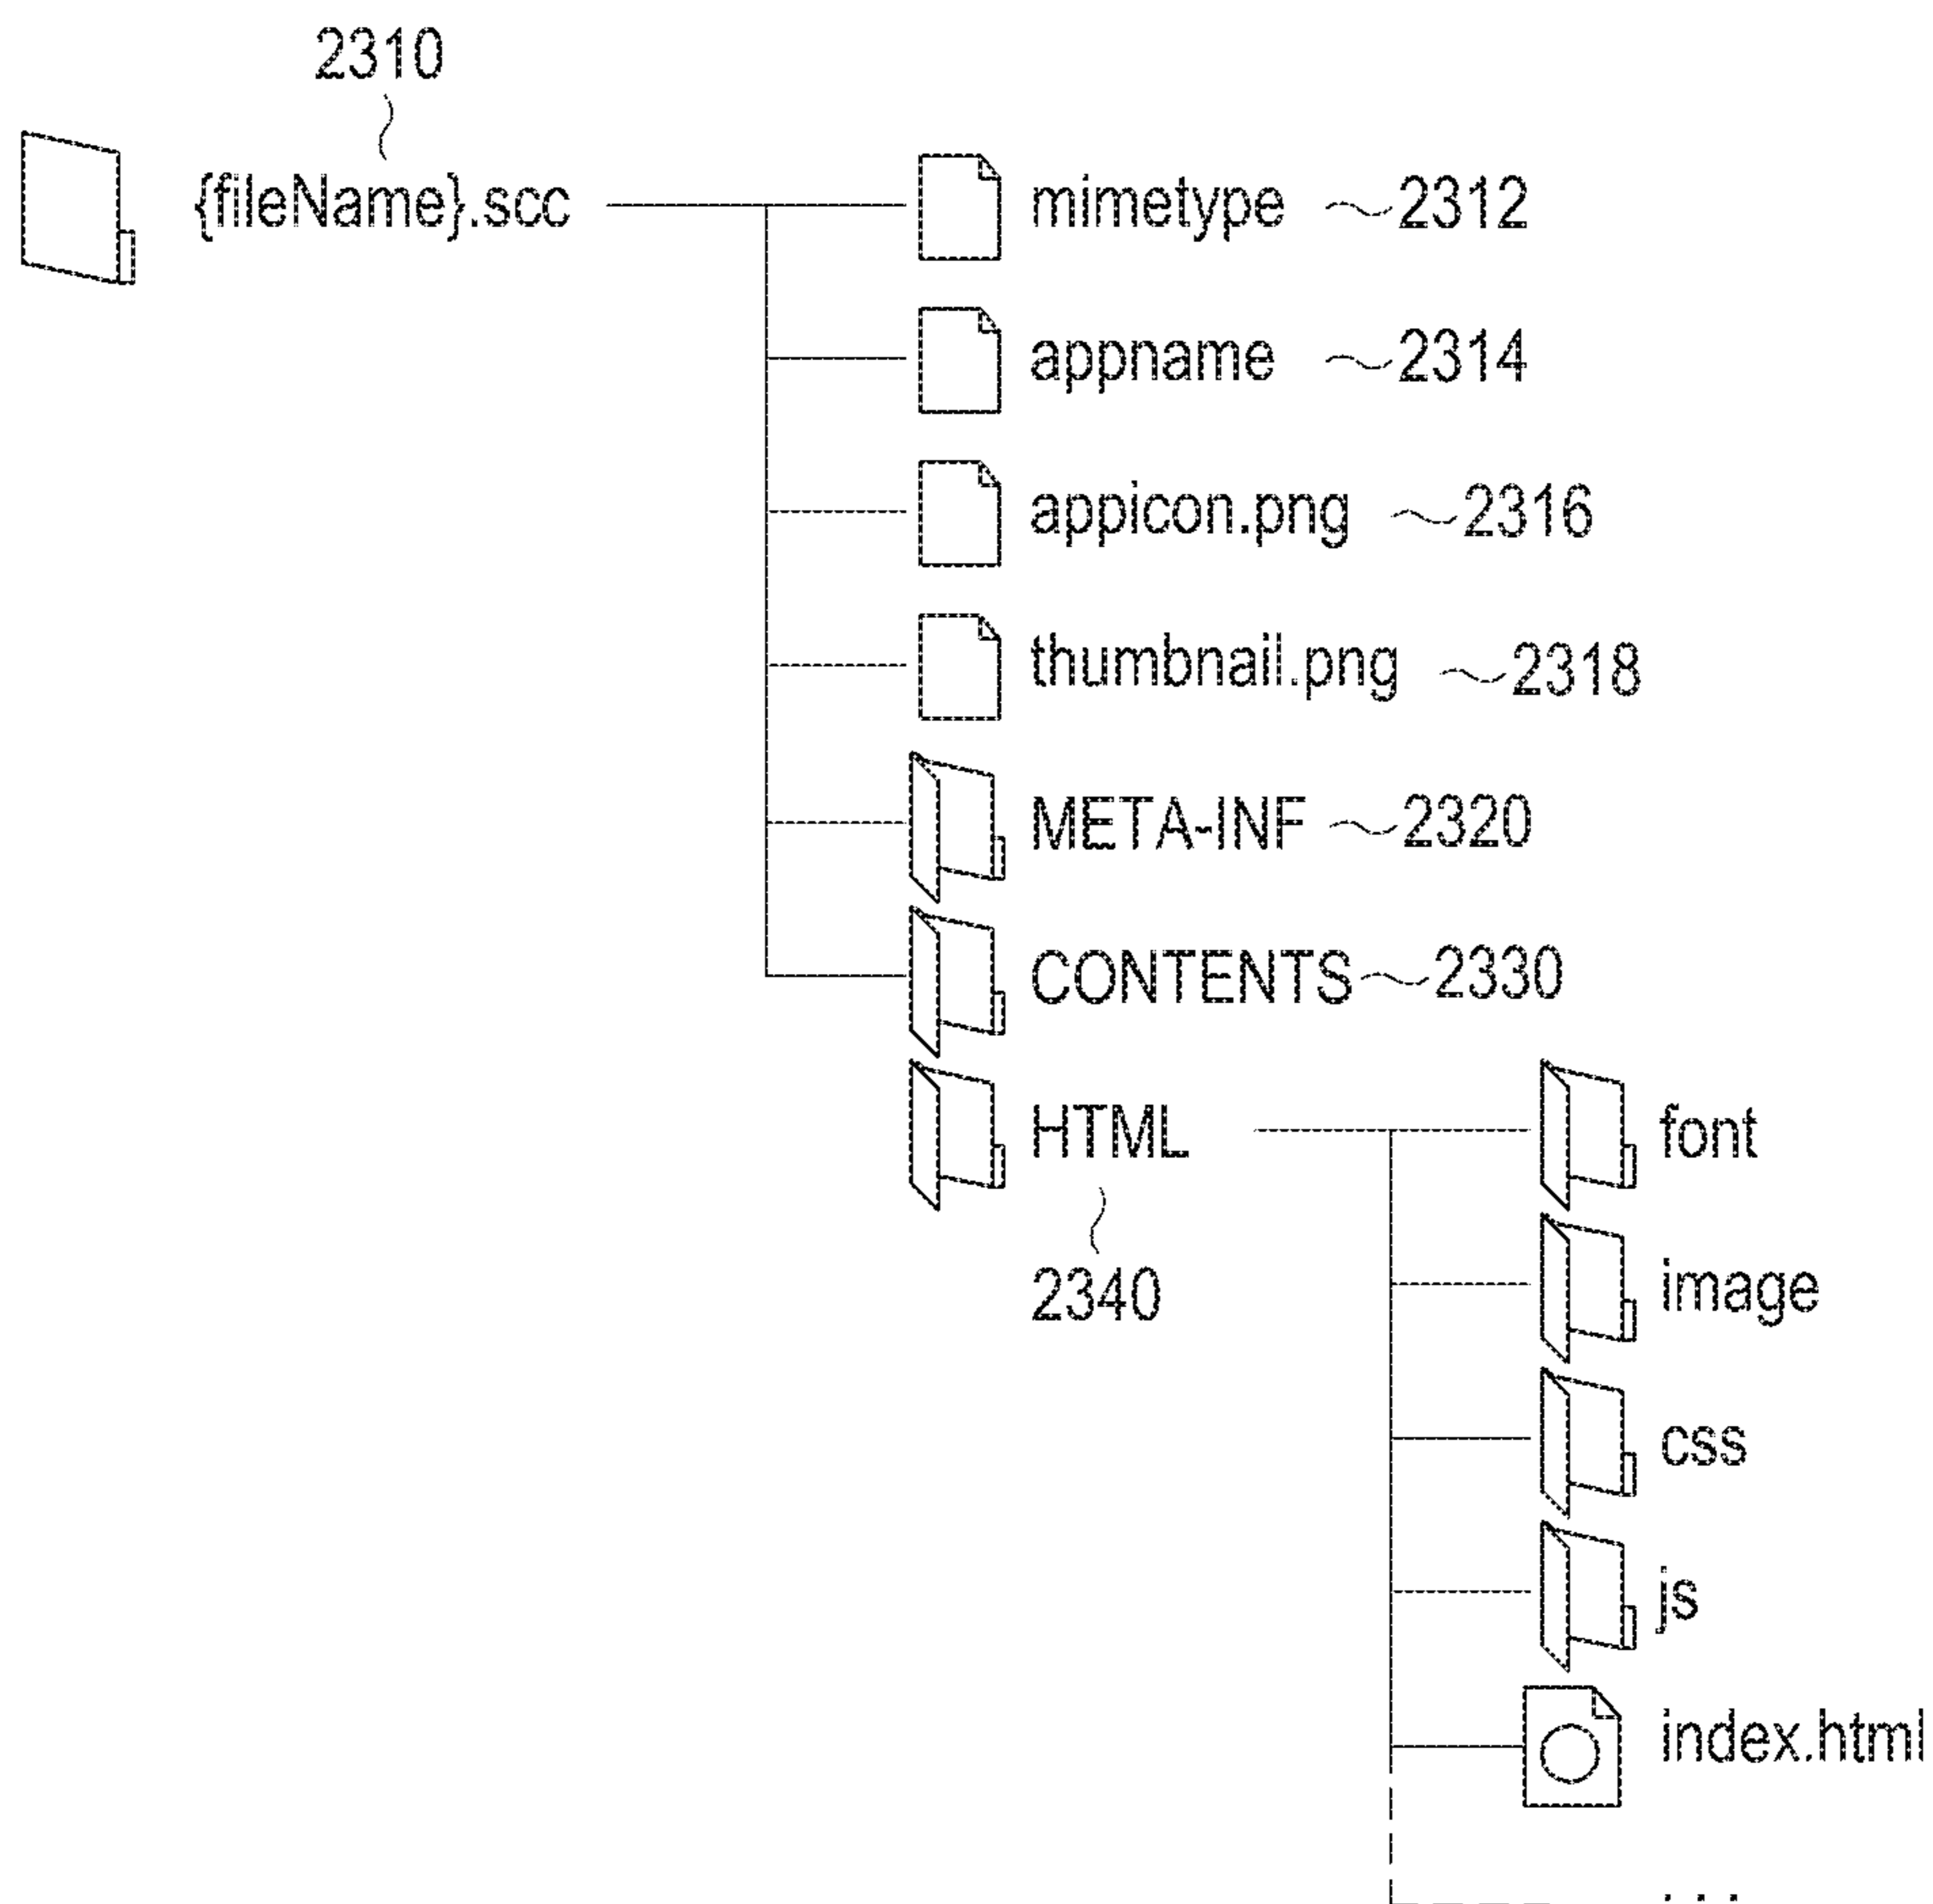 2310
{fileName}.scc
mimetype 2312
appname 2314
appicon.png 2316
thumbnail.png 2318
META-INF 2320
CONTENTS 2330
HTML
2340
font
image
css
js
index.html